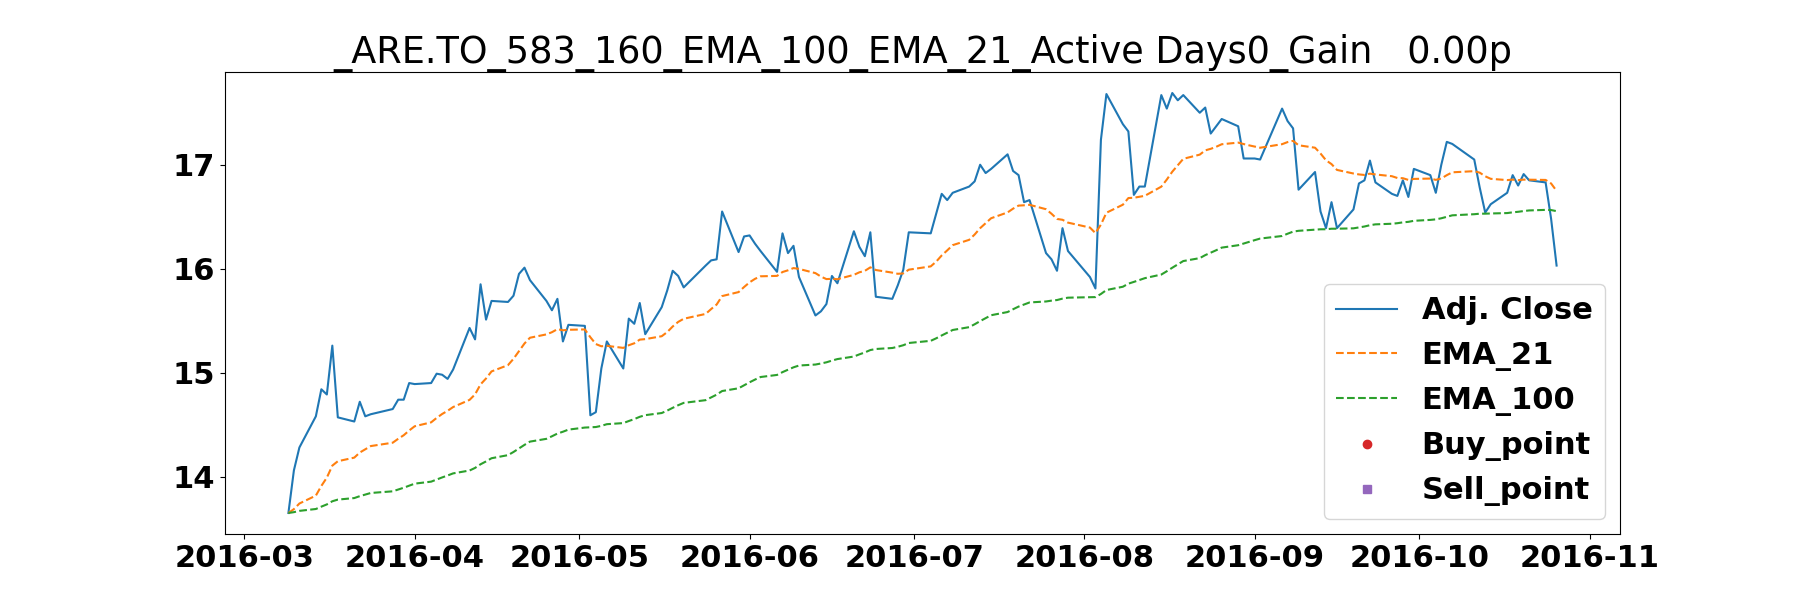 _ARE.TO_583_160_EMA_100_EMA_21_Active Days0_Gain   0.00p
17
16
15
14
Adj. Close
EMA_21
EMA_100
Buy_point
Sell_point
2016-03 2016-04 2016-05 2016-06 2016-07 2016-08 2016-09 2016-10 2016-11